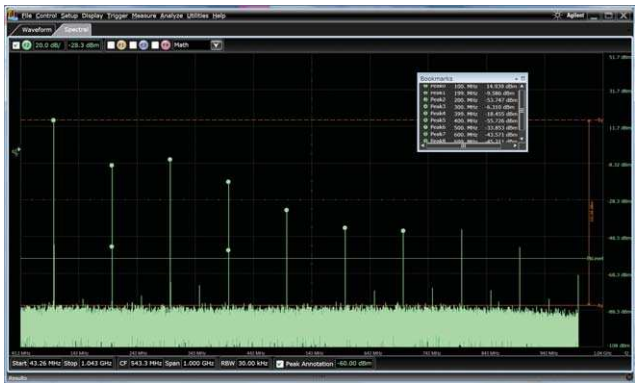 File Control Setup Display Trigger Measure Analyze Utilities Help
Agilent
Waveform Spectral
20.0 dB/ -28.3 dBm Math
51.7 dBm
Bookmarks
Peak0 100. MHz 14.939 dBm
Peak1 199. MHz -9.986 dBm
Peak2 200. MHz -53.747 dBm
Peak3 300. MHz -6.310 dBm
Peak4 399. MHz -18.455 dBm
Peak5 400. MHz -55.726 dBm
Peak6 500. MHz -33.853 dBm
Peak7 600. MHz -43.571 dBm
31.7 dBm
11.7 dBm
-8.32 dBm
-28.3 dBm
-48.3 dBm
-68.3 dBm
-88.3 dBm
-108 dBm
Start 43.26 MHz Stop 1.043 GHz CF 543.3 MHz Span 1.000 GHz RBW 30.00 kHz Peak Annotation -60.00 dBm
Results